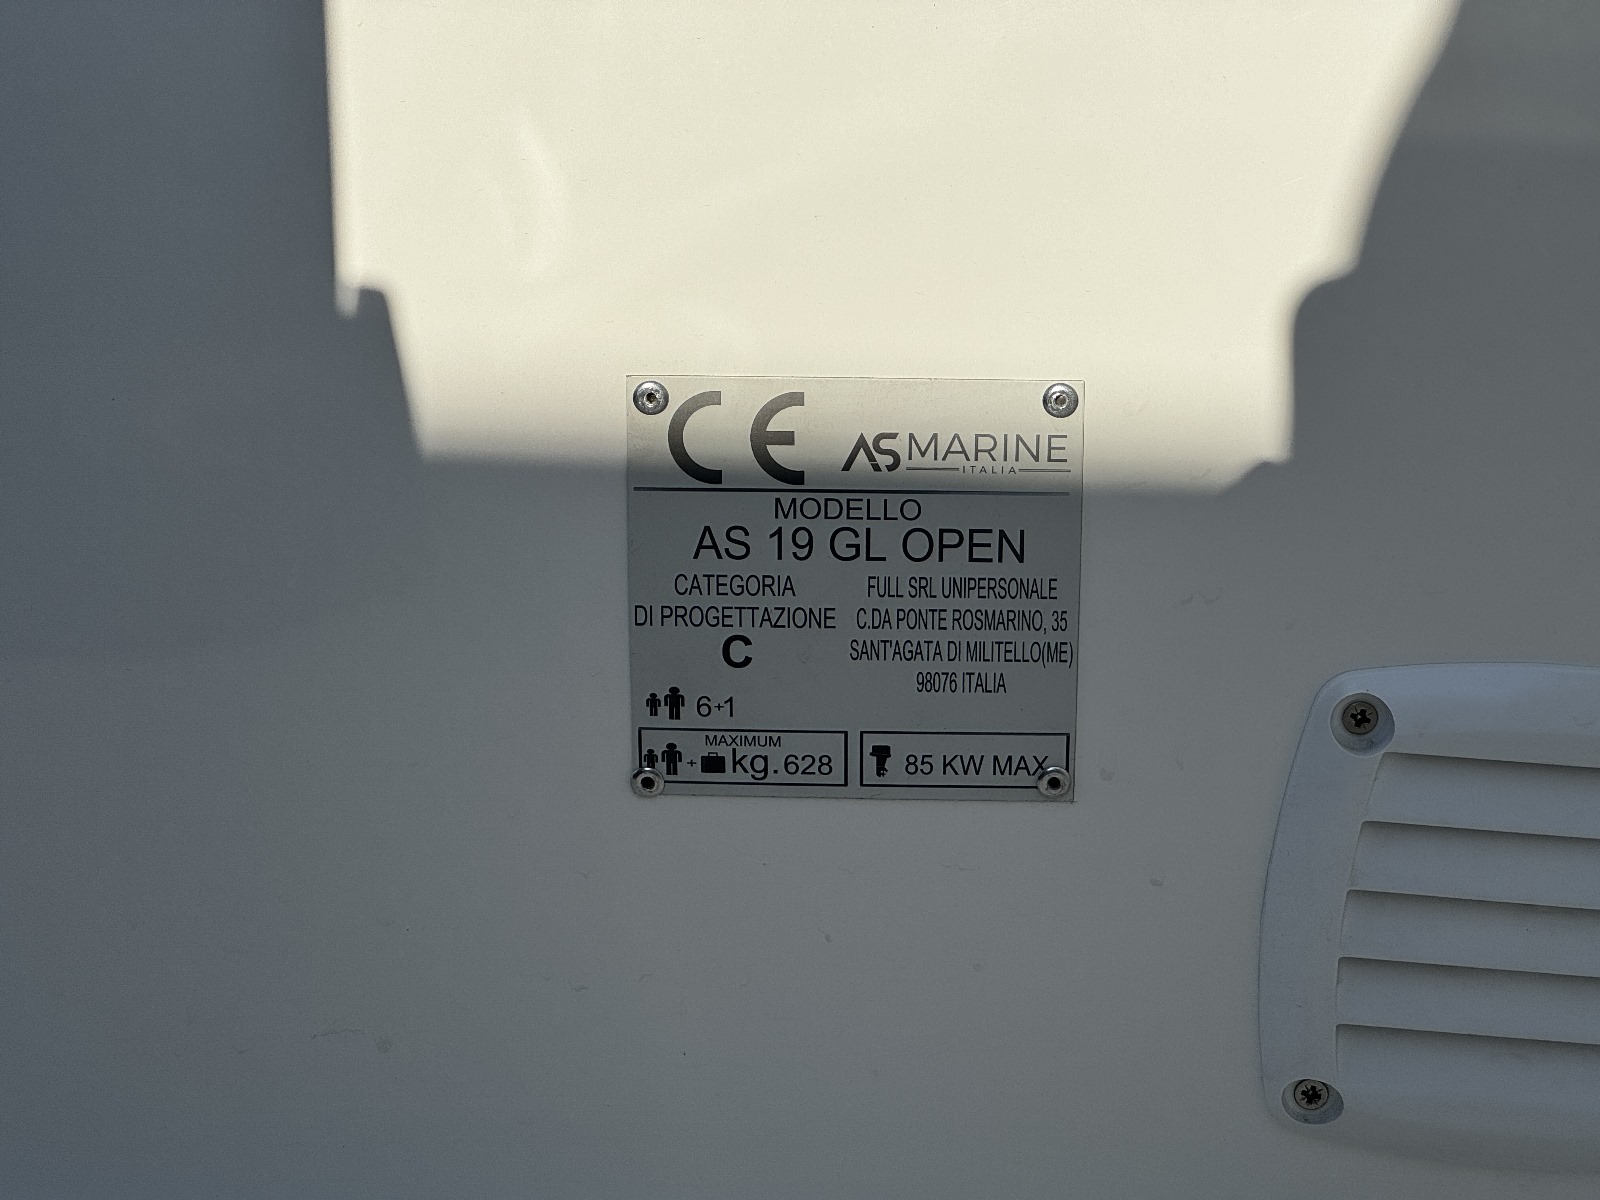 CE AS MARINE
ITALIA
MODELLO
AS 19 GL OPEN
CATEGORIA
DI PROGETTAZIONE
C
FULL SRL UNIPERSONALE
C.DA PONTE ROSMARINO, 35
SANT'AGATA DI MILITELLO(ME)
98076 ITALIA
6+1
MAXIMUM
+ kg.628
85 KW MAX